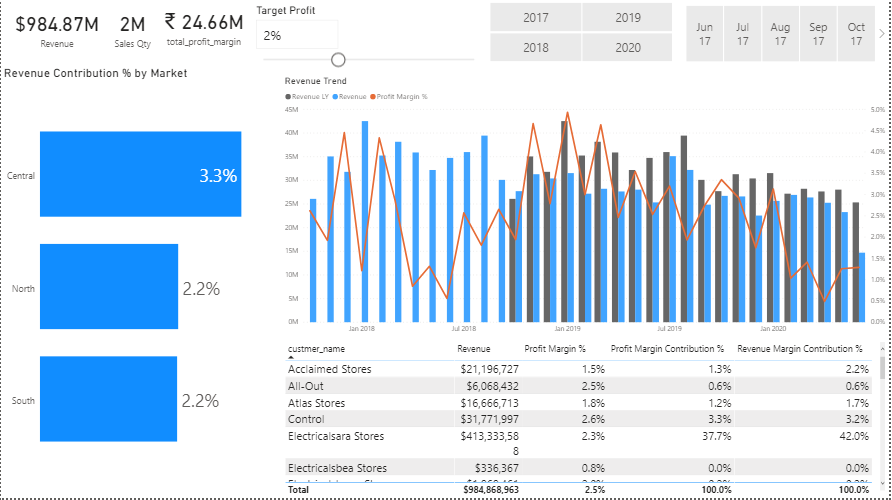 $984.87M
Revenue
2M
Sales Qty
₹ 24.66M
total_profit_margin
Target Profit
2%
2017
2019
2018
2020
Jun 17
Jul 17
Aug 17
Sep 17
Oct 17
Revenue Contribution % by Market
Central
3.3%
North
2.2%
South
2.2%
Revenue Trend
Revenue LY Revenue Profit Margin %
45M
40M
35M
30M
25M
20M
15M
10M
5M
0M
5.0%
4.5%
4.0%
3.5%
3.0%
2.5%
2.0%
1.5%
1.0%
0.5%
0.0%
Jan 2018
Jul 2018
Jan 2019
Jul 2019
Jan 2020
custmer_name Revenue Profit Margin % Profit Margin Contribution % Revenue Margin Contribution %
Acclaimed Stores $21,196,727 1.5% 1.3% 2.2%
All-Out $6,068,432 2.5% 0.6% 0.6%
Atlas Stores $16,666,713 1.8% 1.2% 1.7%
Control $31,771,997 2.6% 3.3% 3.2%
Electricalsara Stores $413,333,58 2.3% 37.7% 42.0%
8
Electricalsbea Stores $336,367 0.8% 0.0% 0.0%
Total $984,868,963 2.5% 100.0% 100.0%